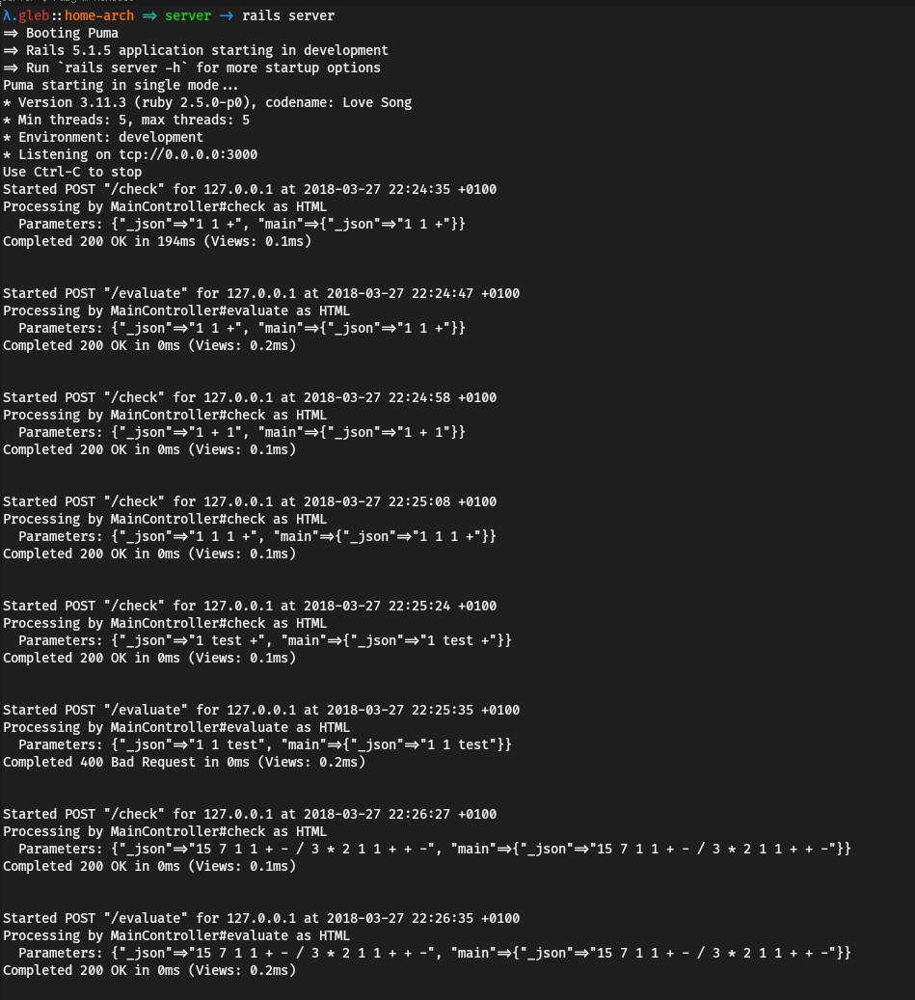 λ.gleb::home-arch => server -> rails server
=> Booting Puma
=> Rails 5.1.5 application starting in development
=> Run `rails server -h` for more startup options
Puma starting in single mode...
* Version 3.11.3 (ruby 2.5.0-p0), codename: Love Song
* Min threads: 5, max threads: 5
* Environment: development
* Listening on tcp://0.0.0.0:3000
Use Ctrl-C to stop
Started POST "/check" for 127.0.0.1 at 2018-03-27 22:24:35 +0100
Processing by MainController#check as HTML
  Parameters: {"_json"=>"1 1 +", "main"=>{"_json"=>"1 1 +"}}
Completed 200 OK in 194ms (Views: 0.1ms)
Started POST "/evaluate" for 127.0.0.1 at 2018-03-27 22:24:47 +0100
Processing by MainController#evaluate as HTML
  Parameters: {"_json"=>"1 1 +", "main"=>{"_json"=>"1 1 +"}}
Completed 200 OK in 0ms (Views: 0.2ms)
Started POST "/check" for 127.0.0.1 at 2018-03-27 22:24:58 +0100
Processing by MainController#check as HTML
  Parameters: {"_json"=>"1 + 1", "main"=>{"_json"=>"1 + 1"}}
Completed 200 OK in 0ms (Views: 0.1ms)
Started POST "/check" for 127.0.0.1 at 2018-03-27 22:25:08 +0100
Processing by MainController#check as HTML
  Parameters: {"_json"=>"1 1 1 +", "main"=>{"_json"=>"1 1 1 +"}}
Completed 200 OK in 0ms (Views: 0.1ms)
Started POST "/check" for 127.0.0.1 at 2018-03-27 22:25:24 +0100
Processing by MainController#check as HTML
  Parameters: {"_json"=>"1 test +", "main"=>{"_json"=>"1 test +"}}
Completed 200 OK in 0ms (Views: 0.1ms)
Started POST "/evaluate" for 127.0.0.1 at 2018-03-27 22:25:35 +0100
Processing by MainController#evaluate as HTML
  Parameters: {"_json"=>"1 1 test", "main"=>{"_json"=>"1 1 test"}}
Completed 400 Bad Request in 0ms (Views: 0.2ms)
Started POST "/check" for 127.0.0.1 at 2018-03-27 22:26:27 +0100
Processing by MainController#check as HTML
  Parameters: {"_json"=>"15 7 1 1 + - / 3 * 2 1 1 + + -", "main"=>{"_json"=>"15 7 1 1 + - / 3 * 2 1 1 + + -"}}
Completed 200 OK in 0ms (Views: 0.1ms)
Started POST "/evaluate" for 127.0.0.1 at 2018-03-27 22:26:35 +0100
Processing by MainController#evaluate as HTML
  Parameters: {"_json"=>"15 7 1 1 + - / 3 * 2 1 1 + + -", "main"=>{"_json"=>"15 7 1 1 + - / 3 * 2 1 1 + + -"}}
Completed 200 OK in 0ms (Views: 0.2ms)